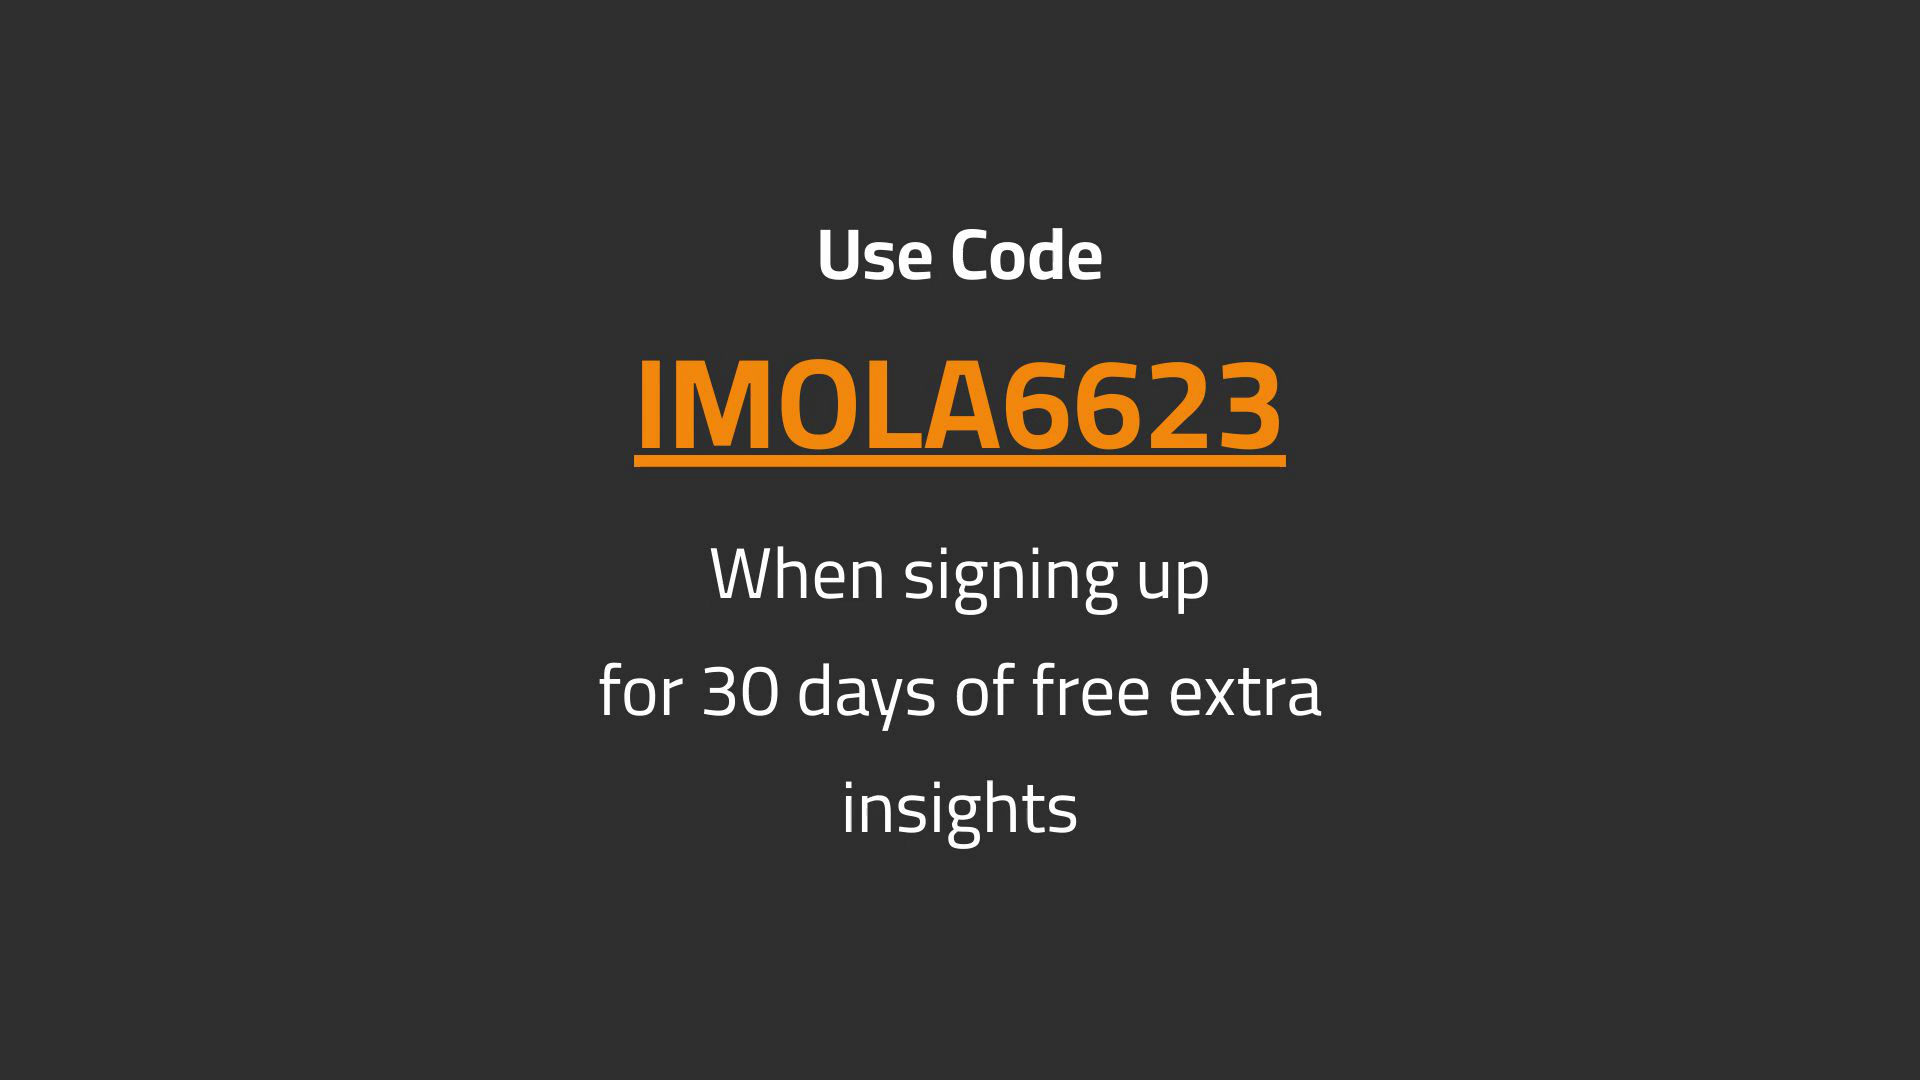 Use Code
IMOLA6623
When signing up
for 30 days of free extra
insights